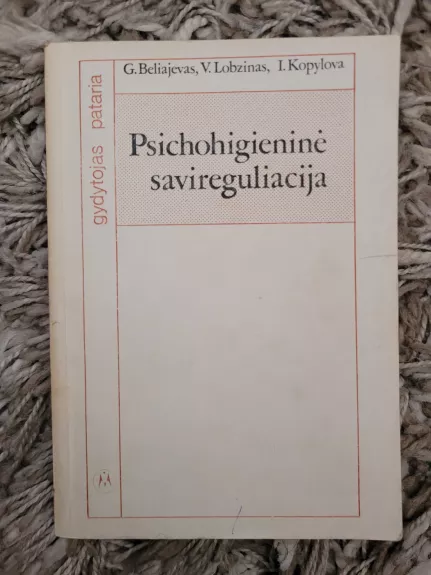 G. Beliajevas, V. Lobzinas, I. Kopylova
Psichohigieninė
savireguliacija
gydytojas pataria